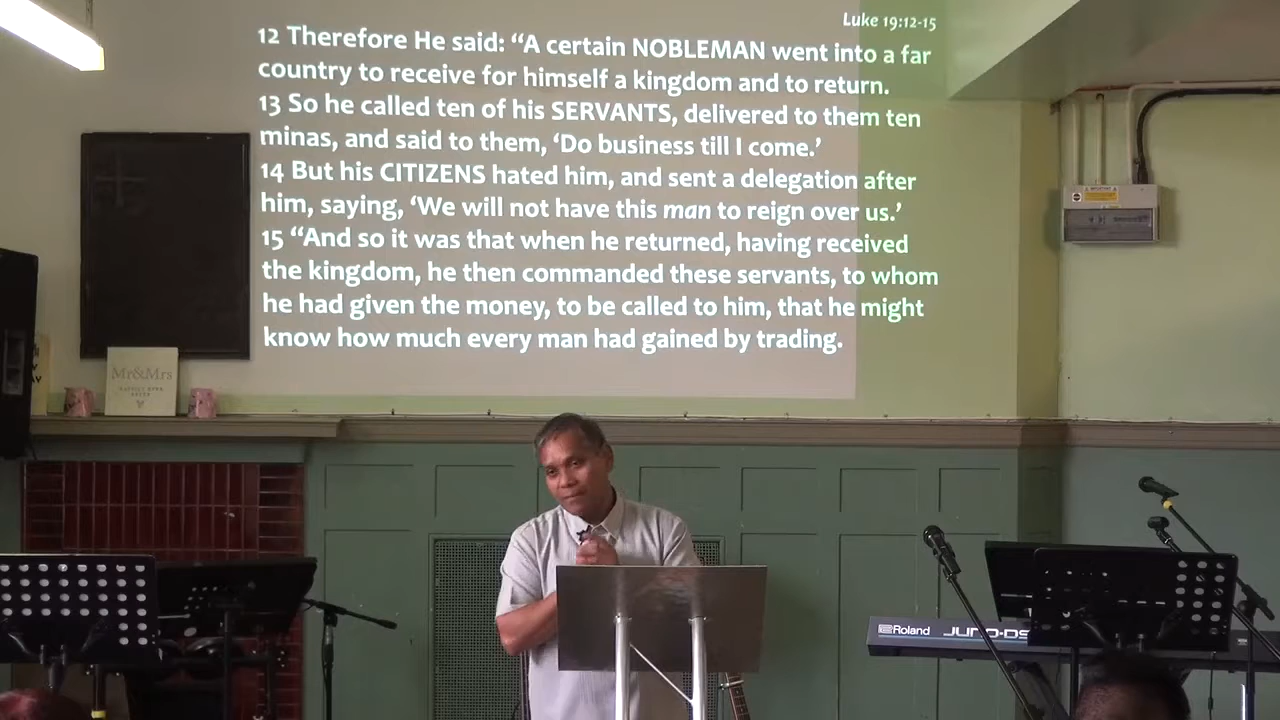 Luke 19:12-15
12 Therefore He said: “A certain NOBLEMAN went into a far
country to receive for himself a kingdom and to return.
13 So he called ten of his SERVANTS, delivered to them ten
minas, and said to them, ‘Do business till I come.’
14 But his CITIZENS hated him, and sent a delegation after
him, saying, ‘We will not have this man to reign over us.’
15 “And so it was that when he returned, having received
the kingdom, he then commanded these servants, to whom
he had given the money, to be called to him, that he might
know how much every man had gained by trading.
Mr&Mrs
Roland JUNO-DS